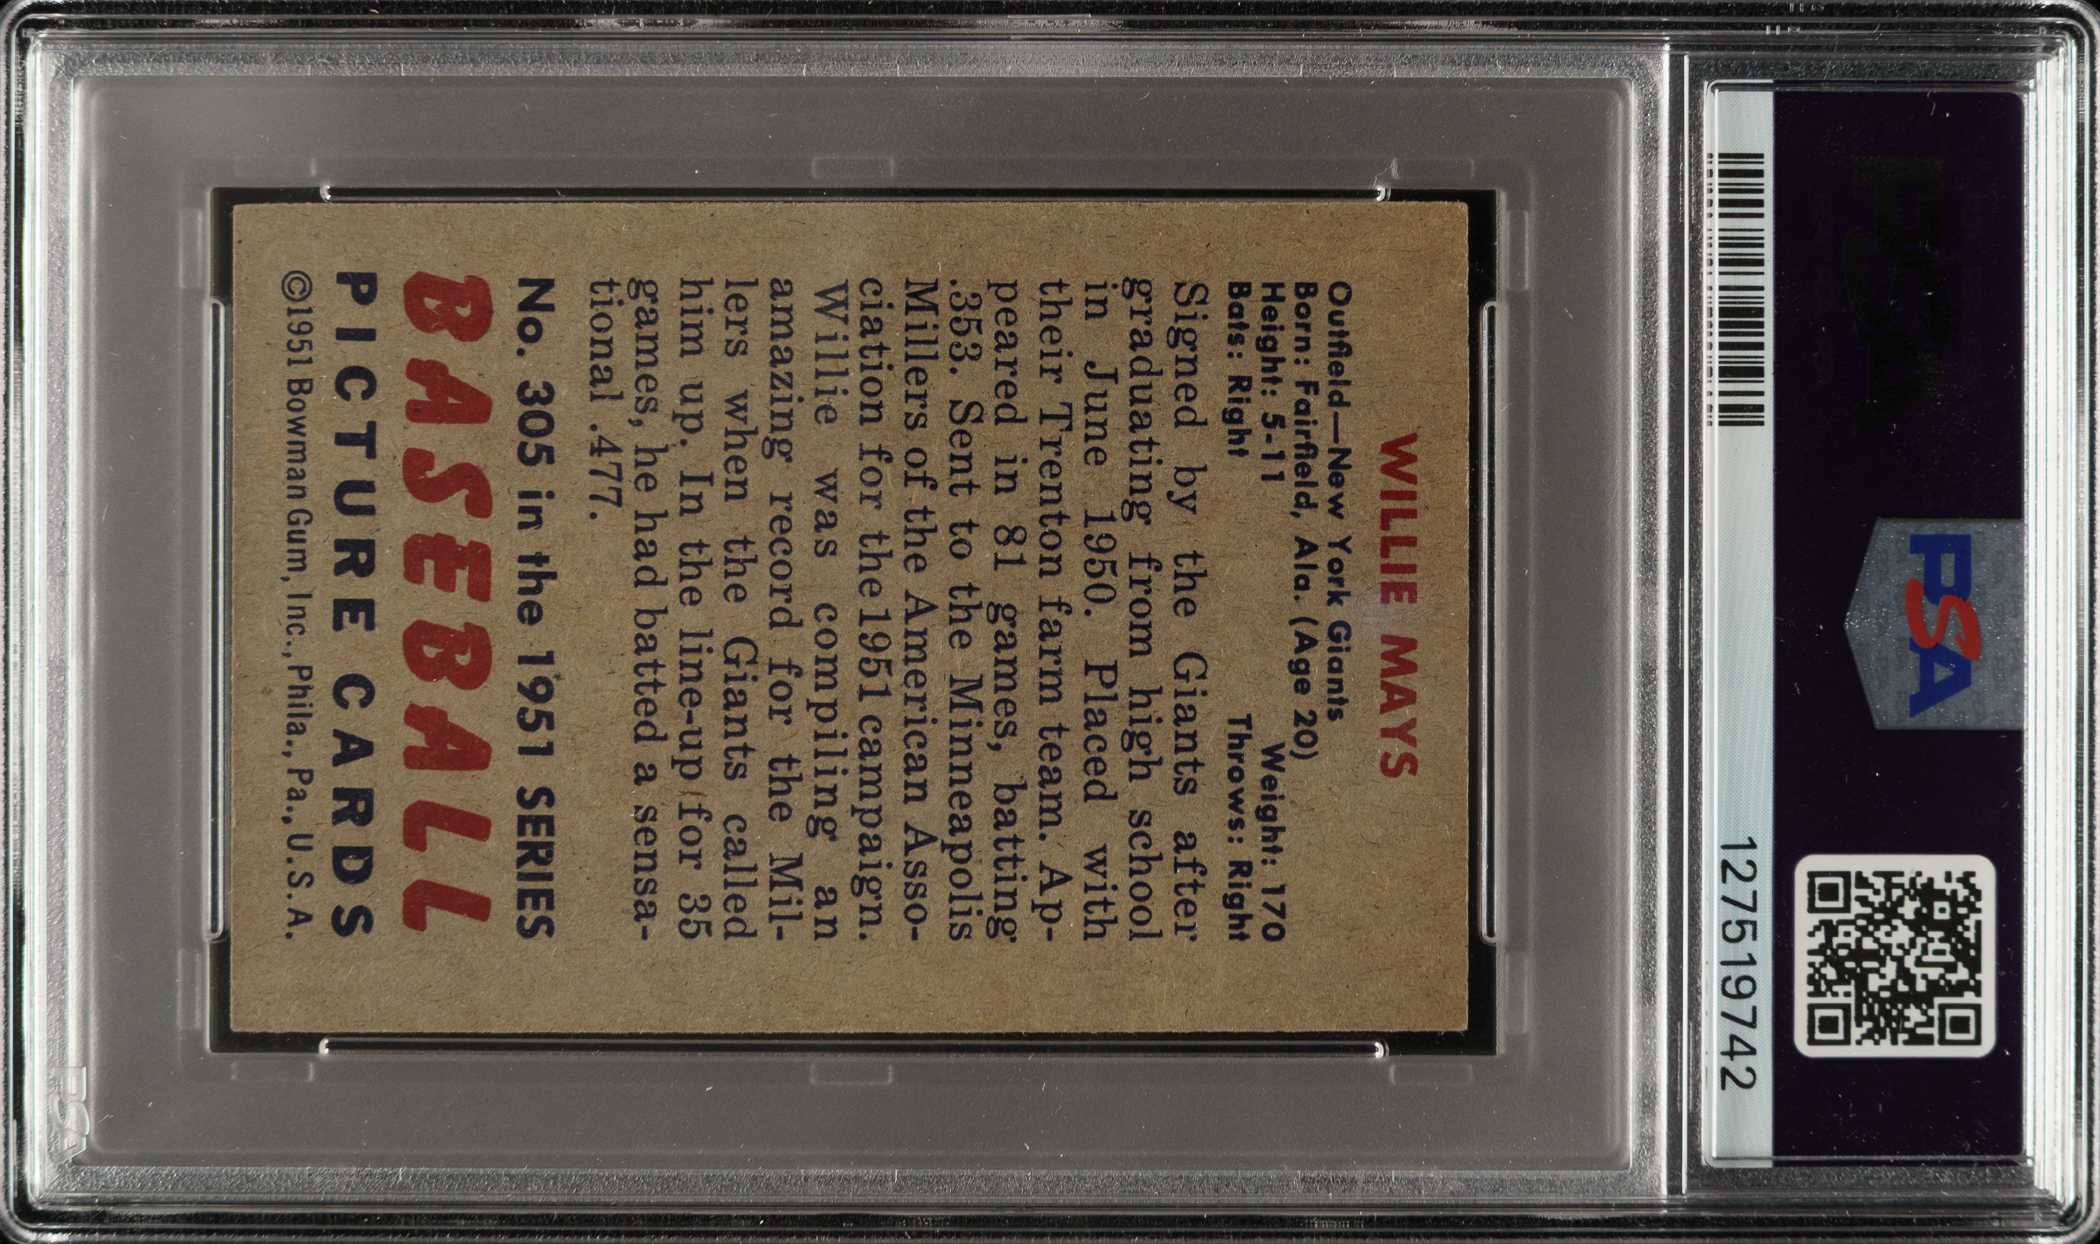 PSA
127519742
WILLIE MAYS
Outfield—New York Giants
Born: Fairfield, Ala. (Age 20)
Height: 5-11 Weight: 170
Bats: Right Throws: Right
Signed by the Giants after
graduating from high school
in June 1950. Placed with
their Trenton farm team. Ap-
peared in 81 games, batting
.353. Sent to the Minneapolis
Millers of the American Asso-
ciation for the 1951 campaign.
Willie was compiling an
amazing record for the Mil-
lers when the Giants called
him up. In the line-up for 35
games, he had batted a sensa-
tional .477.
No. 305 in the 1951 SERIES
BASEBALL
PICTURE CARDS
©1951 Bowman Gum, Inc., Phila., Pa., U.S.A.
PSA